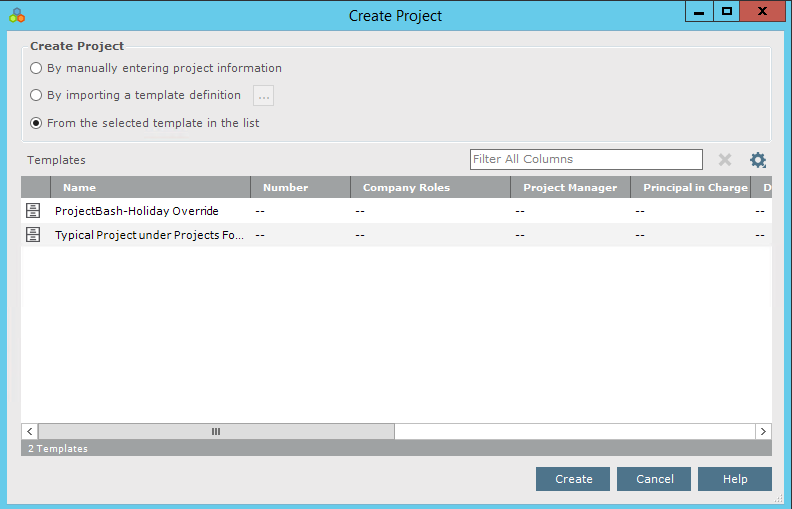 Create Project
Create Project
By manually entering project information
By importing a template definition ...
From the selected template in the list
Templates Filter All Columns
Name Number Company Roles Project Manager Principal in Charge D
ProjectBash-Holiday Override -- -- -- -- --
Typical Project under Projects Fo... -- -- -- -- --
2 Templates
Create Cancel Help